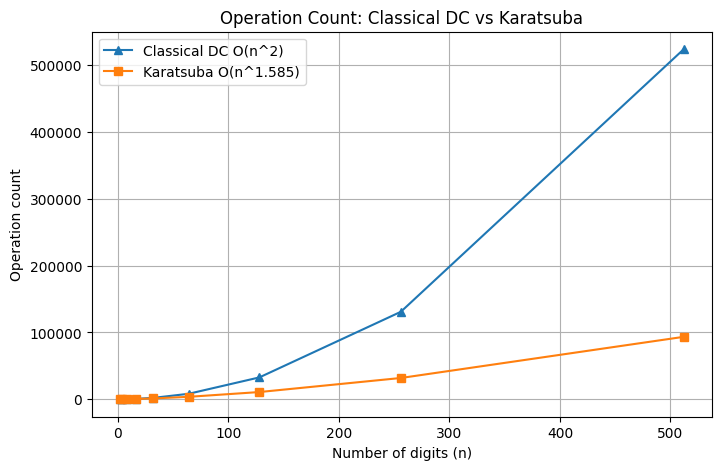 Operation Count: Classical DC vs Karatsuba
Classical DC O(n^2)
Karatsuba O(n^1.585)
Operation count
500000
400000
300000
200000
100000
0
0 100 200 300 400 500
Number of digits (n)